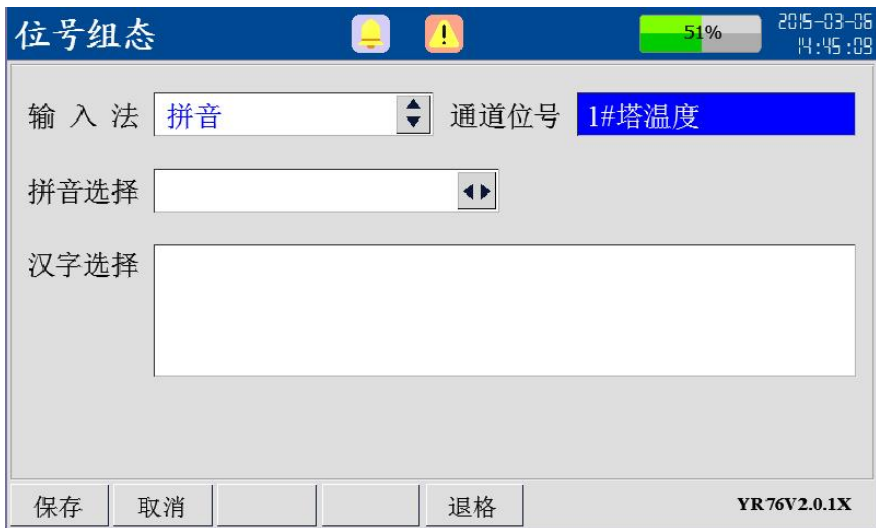 位号组态 51% 2015-03-06
14:45:09
输入法 拼音 通道位号 1#塔温度
拼音选择
汉字选择
保存 取消 退格 YR76V2.0.1X